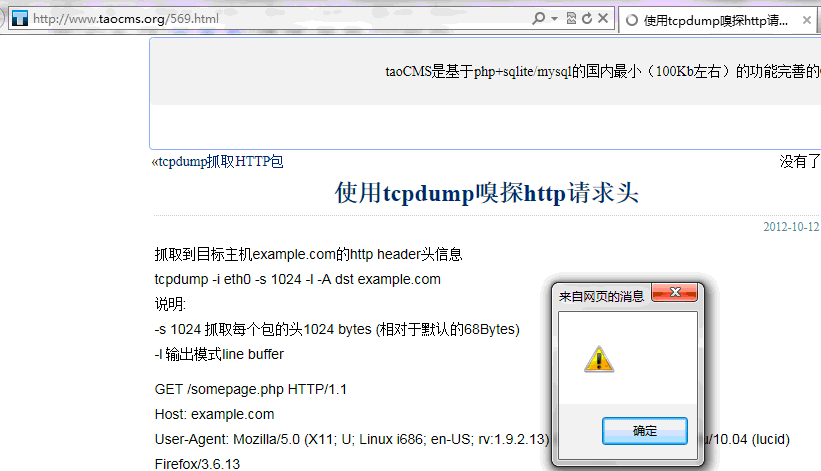 http://www.taocms.org/569.html
使用tcpdump嗅探http请...
taoCMS是基于php+sqlite/mysql的国内最小（100Kb左右）的功能完善的
«tcpdump抓取HTTP包
没有了
使用tcpdump嗅探http请求头
2012-10-12
抓取到目标主机example.com的http header头信息
tcpdump -i eth0 -s 1024 -l -A dst example.com
来自网页的消息
说明:
-s 1024 抓取每个包的头1024 bytes (相对于默认的68Bytes)
-l 输出模式line buffer
GET /somepage.php HTTP/1.1
Host: example.com
确定
User-Agent: Mozilla/5.0 (X11; U; Linux i686; en-US; rv:1.9.2.13) /10.04 (lucid)
Firefox/3.6.13